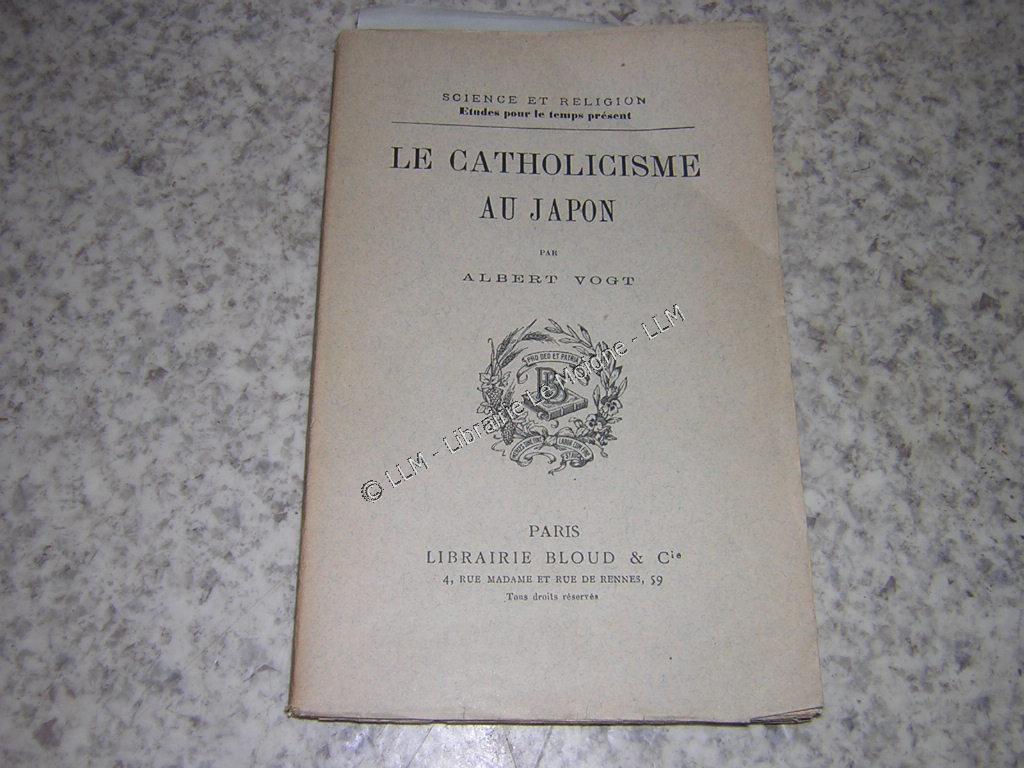 SCIENCE ET RELIGION
Etudes pour le temps présent
LE CATHOLICISME
AU JAPON
PAR
ALBERT VOGT
PRO DEO ET PATRIA
© LLM - Librairie Le Moigne - LLM
PARIS
LIBRAIRIE BLOUD & Cie
4, RUE MADAME ET RUE DE RENNES, 59
Tous droits réservés